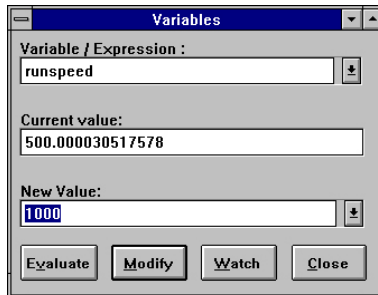 Variables
Variable / Expression :
runspeed
Current value:
500.000030517578
New Value:
1000
Evaluate Modify Watch Close